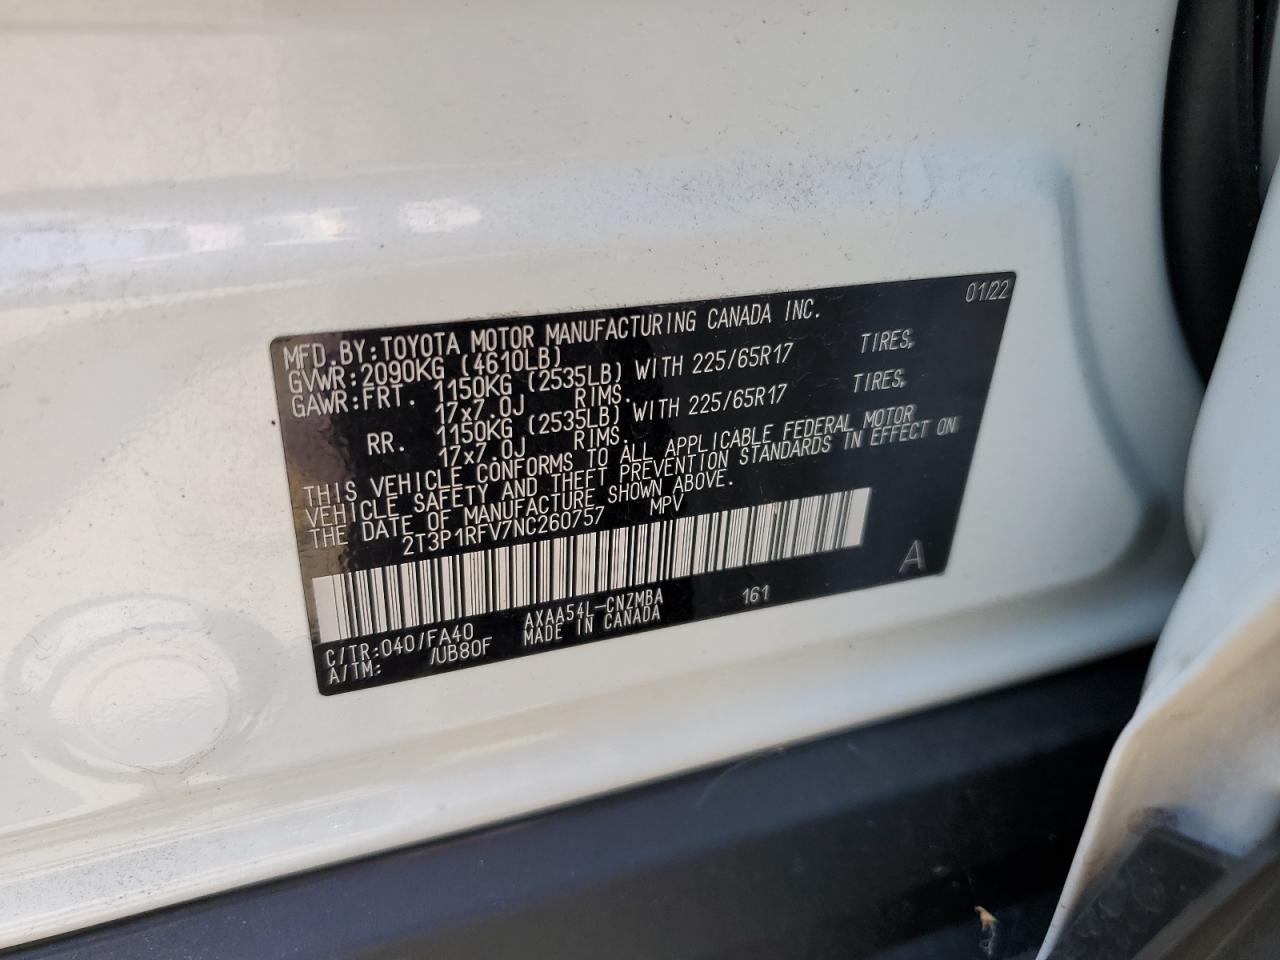 01/22
MFD.BY:TOYOTA MOTOR MANUFACTURING CANADA INC.
GVWR:2090KG (4610LB)
GAWR:FRT. 1150KG (2535LB) WITH 225/65R17 TIRES,
17x7.0J RIMS.
RR. 1150KG (2535LB) WITH 225/65R17 TIRES,
17x7.0J RIMS.
THIS VEHICLE CONFORMS TO ALL APPLICABLE FEDERAL MOTOR
VEHICLE SAFETY AND THEFT PREVENTION STANDARDS IN EFFECT ON
THE DATE OF MANUFACTURE SHOWN ABOVE.
2T3P1RFV7NC260757 MPV
A
C/TR:040/FA40 AXAA54L-CNZMBA 161
A/TM: /UB80F MADE IN CANADA